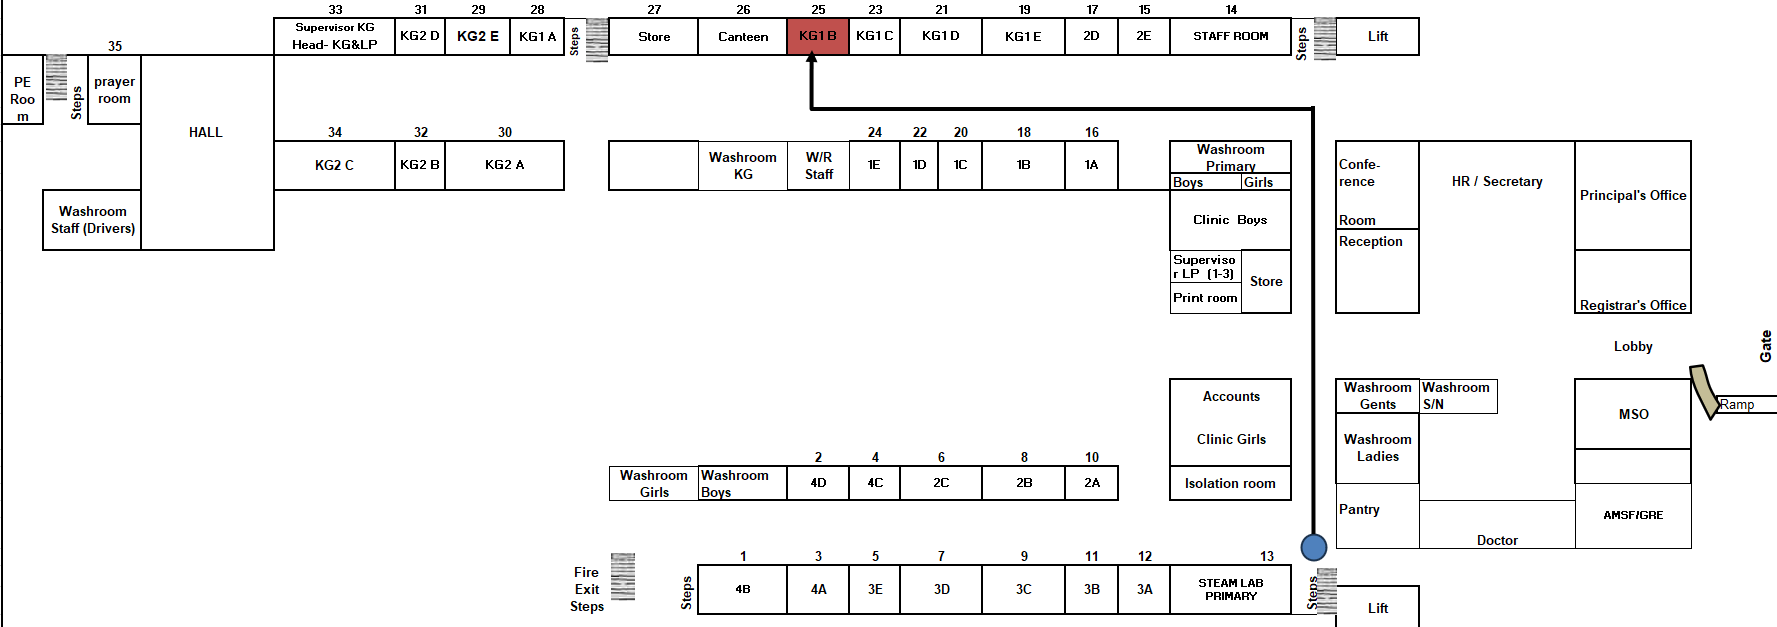 33 31 29 28 27 26 25 23 21 19 17 15 14
Supervisor KG
Head- KG&LP
KG2 D
KG2 E
KG1 A
Steps
Store
Canteen
KG1 B
KG1 C
KG1 D
KG1 E
2D
2E
STAFF ROOM
Steps
Lift
35
PE
Roo
m
Steps
prayer
room
HALL
34 32 30 24 22 20 18 16
KG2 C
KG2 B
KG2 A
Washroom
KG
W/R
Staff
1E
1D
1C
1B
1A
Washroom
Primary
Boys
Girls
Confe-
rence
Room
HR / Secretary
Principal's Office
Washroom
Staff (Drivers)
Clinic Boys
Reception
Superviso
r LP (1-3)
Store
Print room
Registrar's Office
Lobby
Gate
Accounts
Clinic Girls
Washroom
Gents
Washroom
S/N
MSO
Ramp
Washroom
Ladies
2 4 6 8 10
Washroom
Girls
Washroom
Boys
4D
4C
2C
2B
2A
Isolation room
Pantry
AMSF/GRE
Doctor
1 3 5 7 9 11 12 13
Fire
Exit
Steps
Steps
4B
4A
3E
3D
3C
3B
3A
STEAM LAB
PRIMARY
Steps
Lift